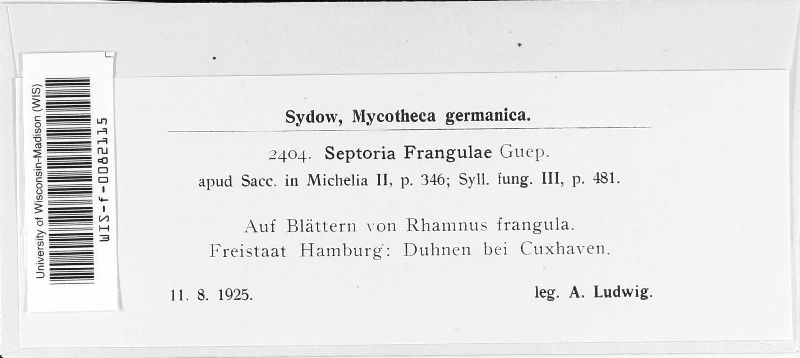 Sydow, Mycotheca germanica.
2404. Septoria Frangulae Guep.
apud Sacc. in Michelia II, p. 346; Syll. fung. III, p. 481.
Auf Blättern von Rhamnus frangula.
Freistaat Hamburg: Duhnen bei Cuxhaven.
11. 8. 1925.
leg. A. Ludwig.
University of Wisconsin-Madison (WIS)
WIS-f-0082115